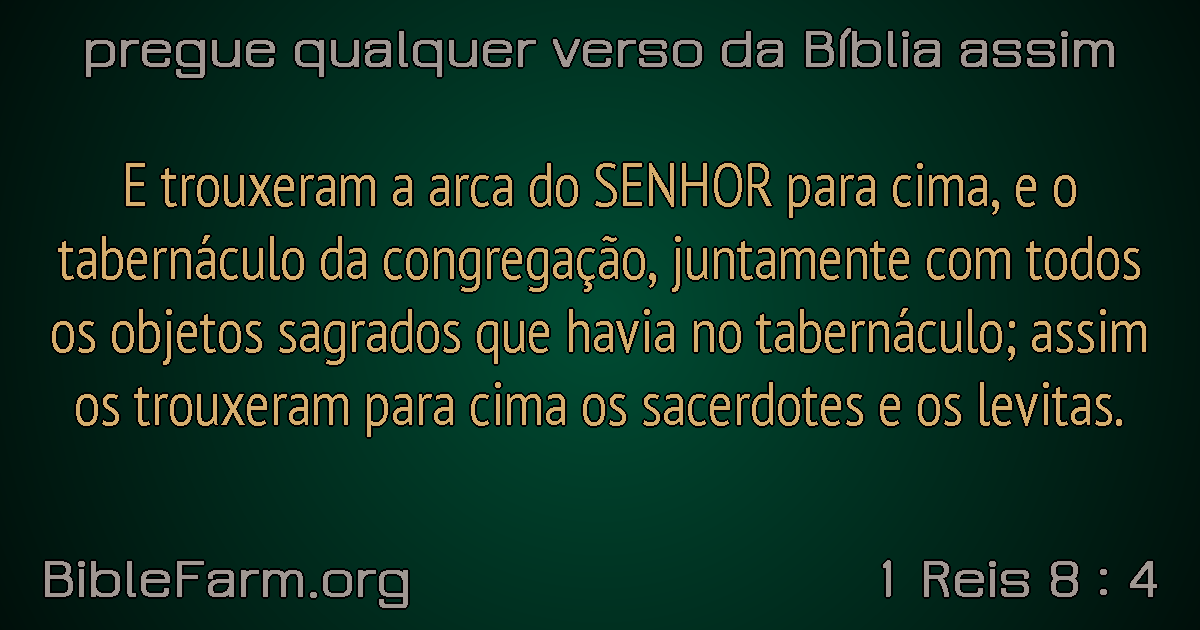 pregue qualquer verso da Bíblia assim
E trouxeram a arca do SENHOR para cima, e o
tabernáculo da congregação, juntamente com todos
os objetos sagrados que havia no tabernáculo; assim
os trouxeram para cima os sacerdotes e os levitas.
BibleFarm.org
1 Reis 8 : 4